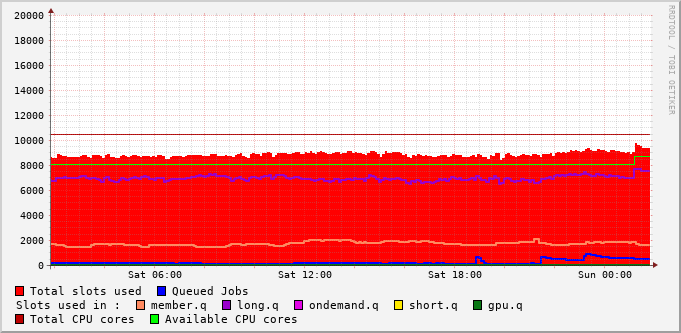 20000
18000
16000
14000
12000
10000
8000
6000
4000
2000
0
Sat 06:00 Sat 12:00 Sat 18:00 Sun 00:00
RRDTOOL / TOBI OETIKER
Total slots used Queued Jobs
Slots used in : member.q long.q ondemand.q short.q gpu.q
Total CPU cores Available CPU cores